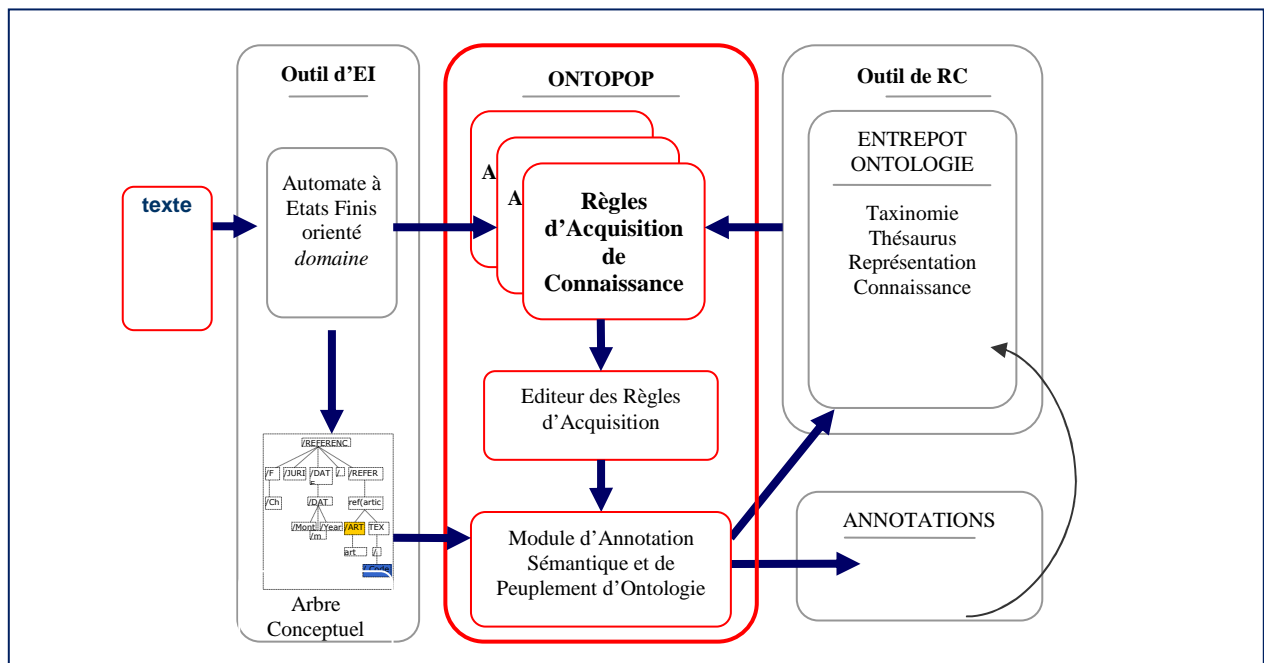 Outil d'EI
ONTOPOP
Outil de RC
texte
Automate à
Etats Finis
orienté
domaine
A
A
Règles
d'Acquisition
de
Connaissance
ENTREPOT
ONTOLOGIE
Taxinomie
Thésaurus
Représentation
Connaissance
Editeur des Règles
d'Acquisition
/REFERENC
/F
/JURI
/DAT
/.
/REFER
/Ch
/DAT
ref(artic
/Mont
/Year
/m
/ART
TEX
art
/.
/ Code
Arbre
Conceptuel
Module d'Annotation
Sémantique et de
Peuplement d'Ontologie
ANNOTATIONS